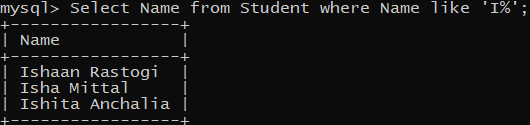 mysql> Select Name from Student where Name like 'I%';
+-----------------+
| Name            |
+-----------------+
| Ishaan Rastogi  |
| Isha Mittal     |
| Ishita Anchalia |
+-----------------+